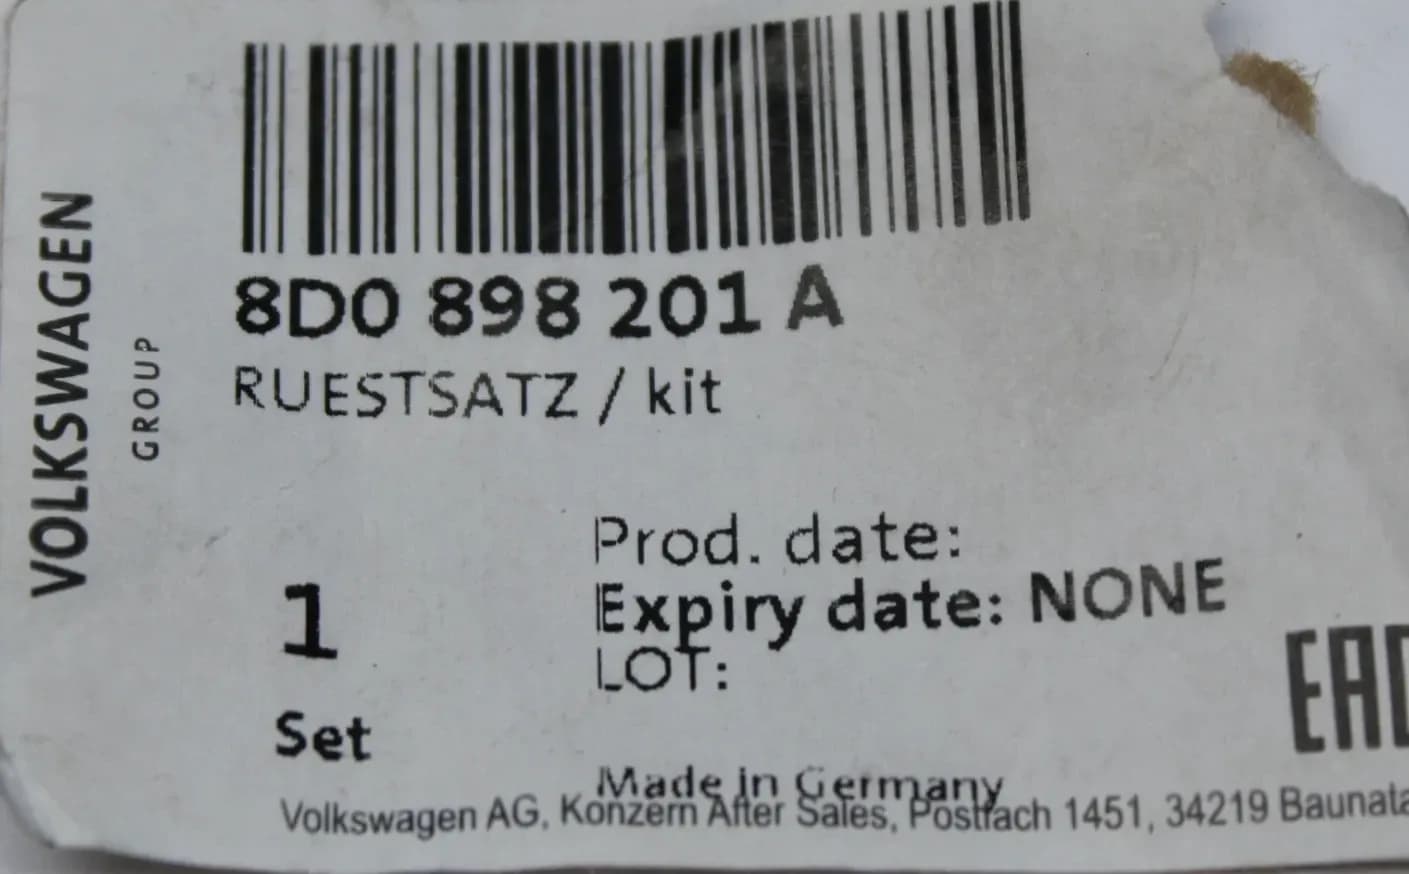 VOLKSWAGEN
GROUP
8D0 898 201 A
RUESTSATZ / kit
Prod. date:
Expiry date: NONE
LOT:
1
Set
EAC
Made in Germany
Volkswagen AG, Konzern After Sales, Postfach 1451, 34219 Baunata